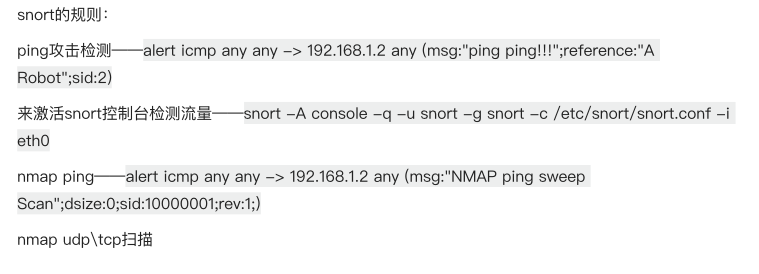 snort的规则：
ping攻击检测——alert icmp any any -> 192.168.1.2 any (msg:"ping ping!!!";reference:"A
Robot";sid:2)
来激活snort控制台检测流量——snort -A console -q -u snort -g snort -c /etc/snort/snort.conf -i
eth0
nmap ping——alert icmp any any -> 192.168.1.2 any (msg:"NMAP ping sweep
Scan";dsize:0;sid:10000001;rev:1;)
nmap udp\tcp扫描